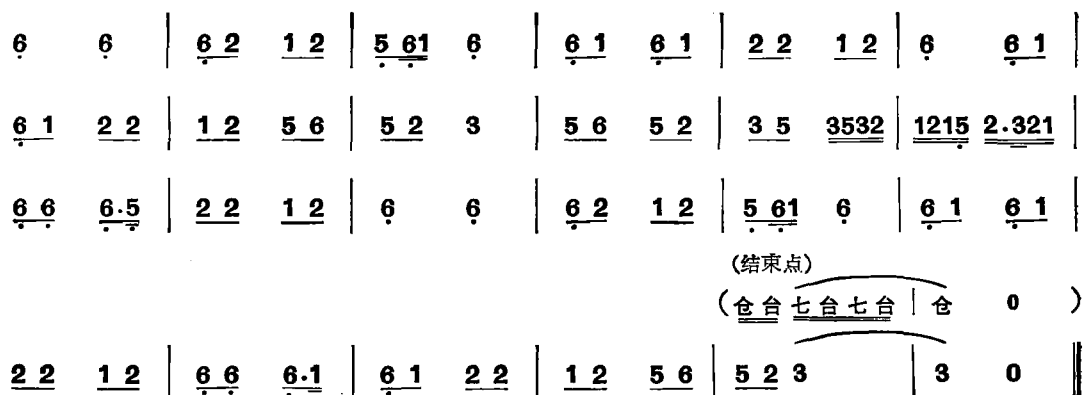 6 6 | 6 2 1 2 | 5 61 6 | 6 1 6 1 | 2 2 1 2 | 6 6 1 |
6 1 2 2 | 1 2 5 6 | 5 2 3 | 5 6 5 2 | 3 5 3532 | 1215 2·321 |
6 6 6·5 | 2 2 1 2 | 6 6 | 6 2 1 2 | 5 61 6 | 6 1 6 1 |
(结束点)
(仓台 七台七台 | 仓 0 )
2 2 1 2 | 6 6 6·1 | 6 1 2 2 | 1 2 5 6 | 5 2 3 | 3 0 ‖